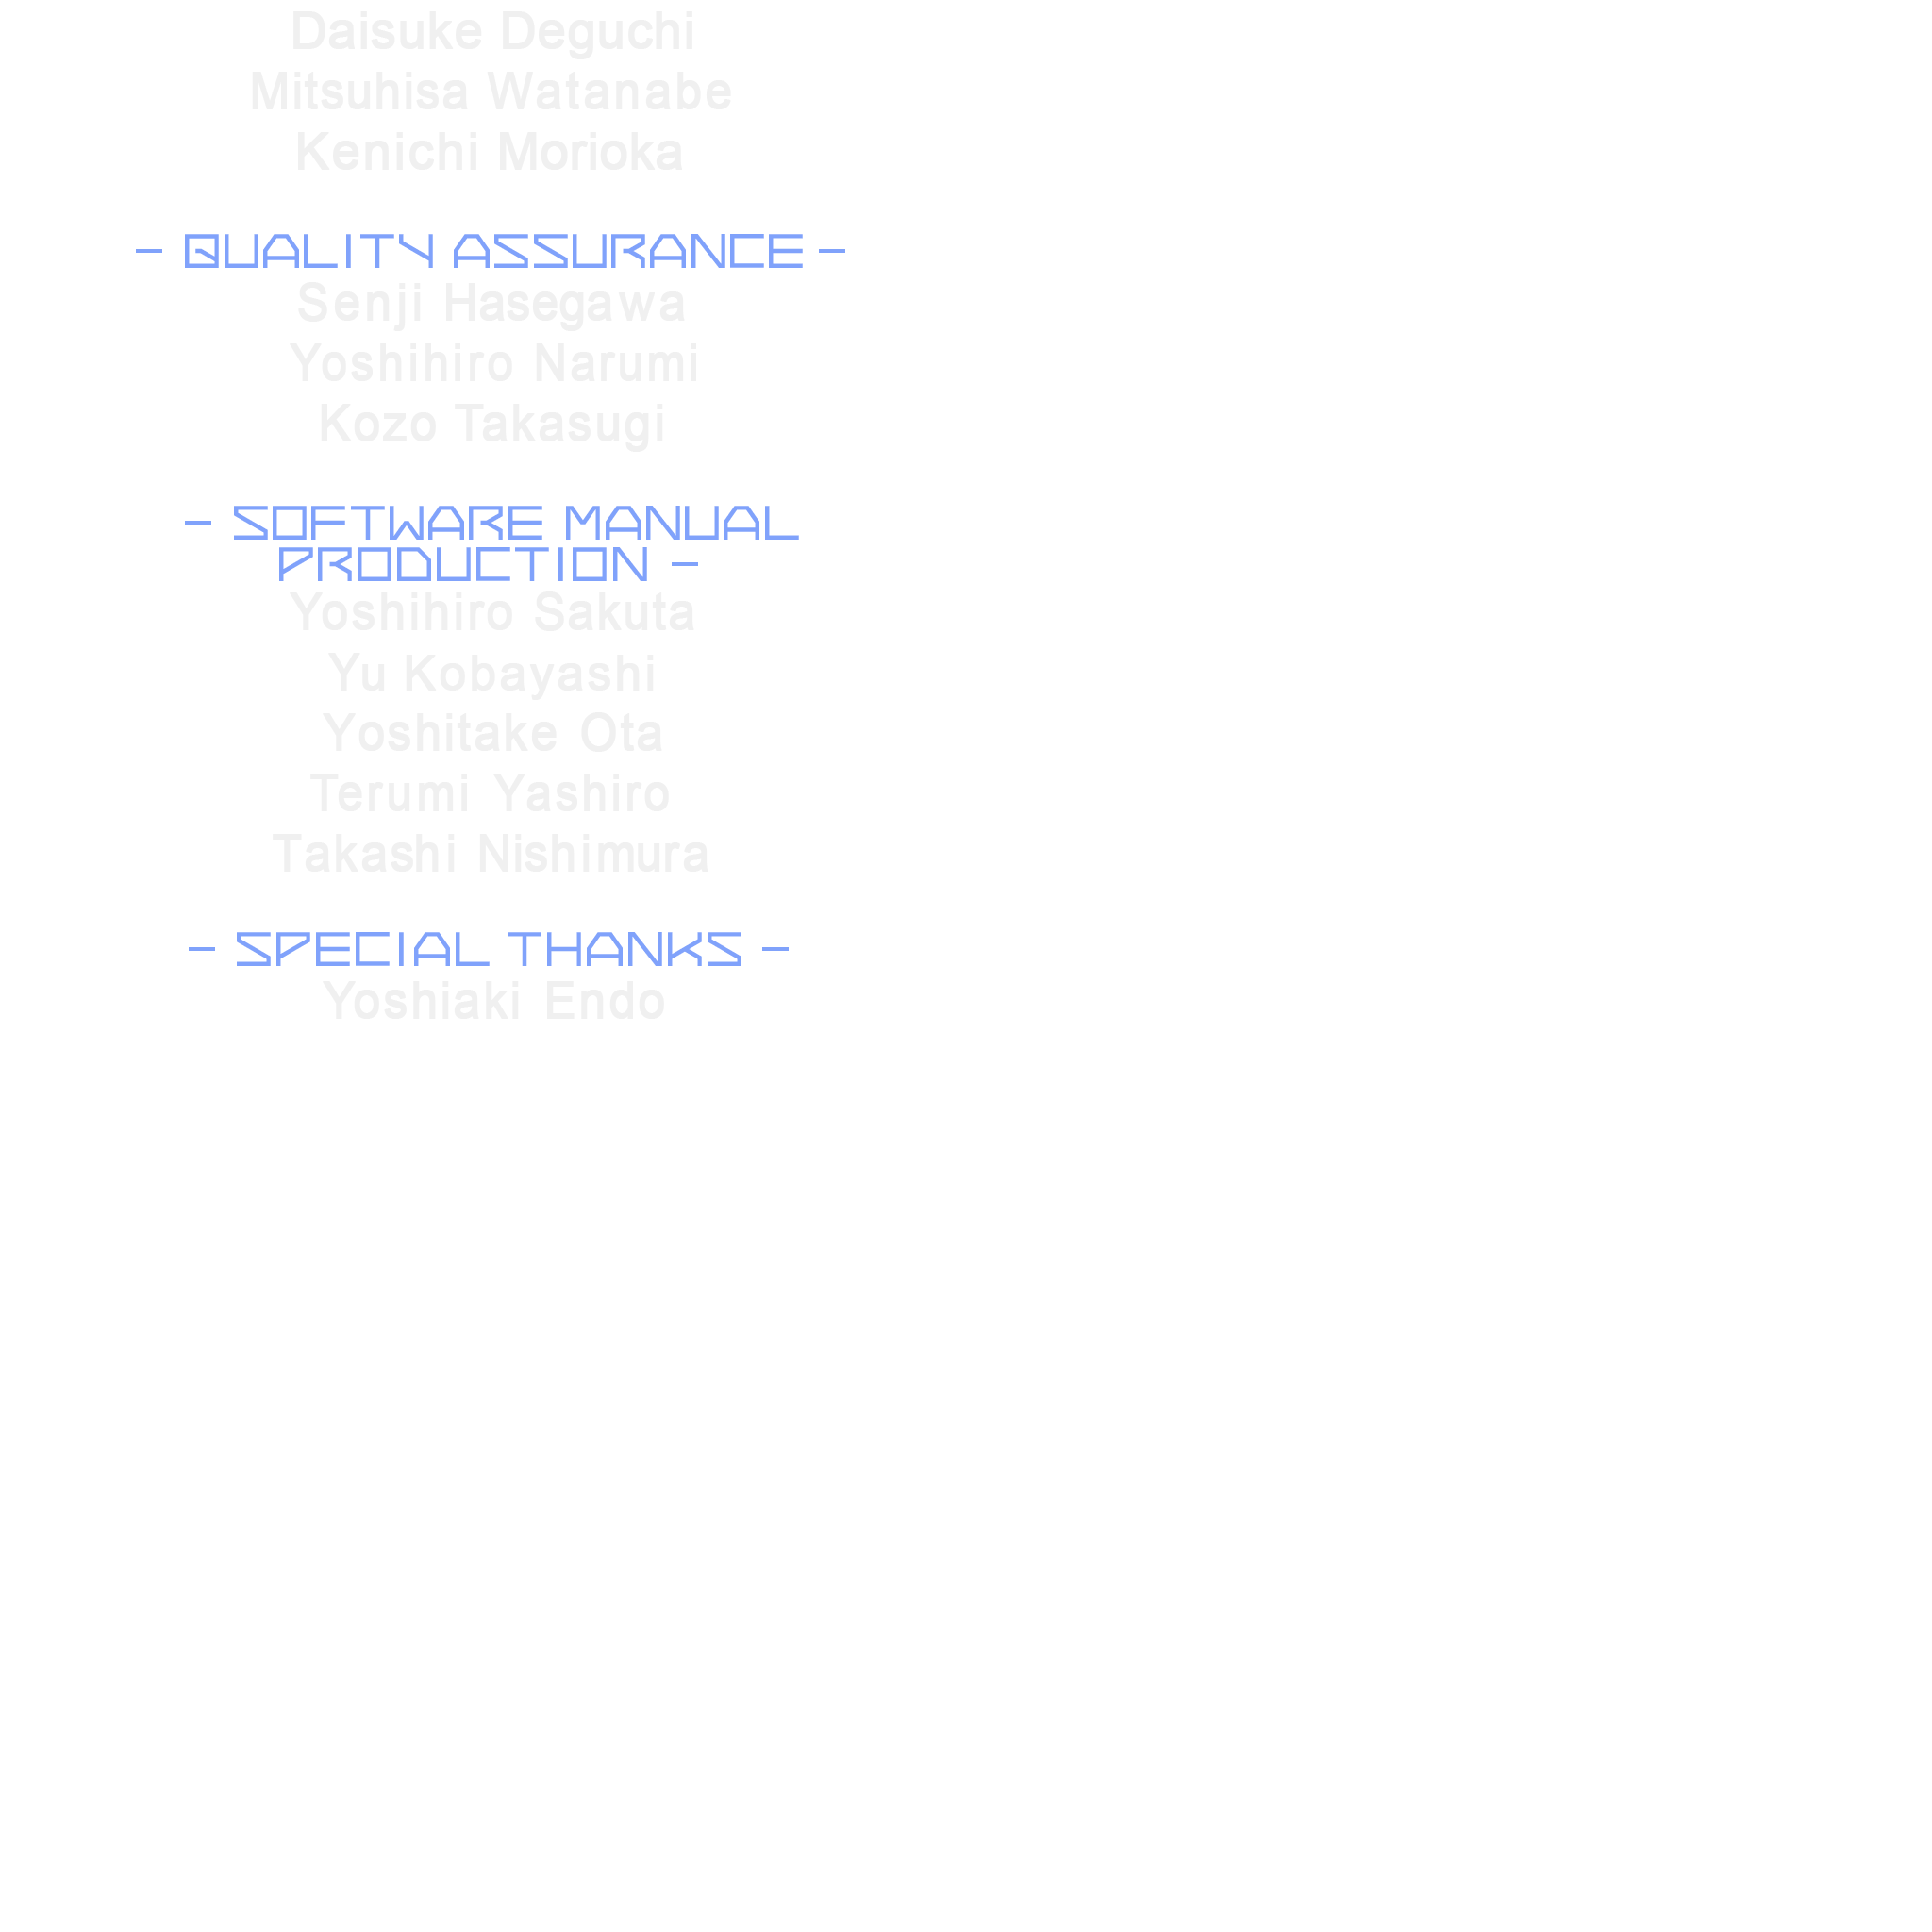 Daisuke Deguchi
Mitsuhisa Watanabe
Kenichi Morioka
- QUALITY ASSURANCE -
Senji Hasegawa
Yoshihiro Narumi
Kozo Takasugi
- SOFTWARE MANUAL
PRODUCTION -
Yoshihiro Sakuta
Yu Kobayashi
Yoshitake Ota
Terumi Yashiro
Takashi Nishimura
- SPECIAL THANKS -
Yoshiaki Endo